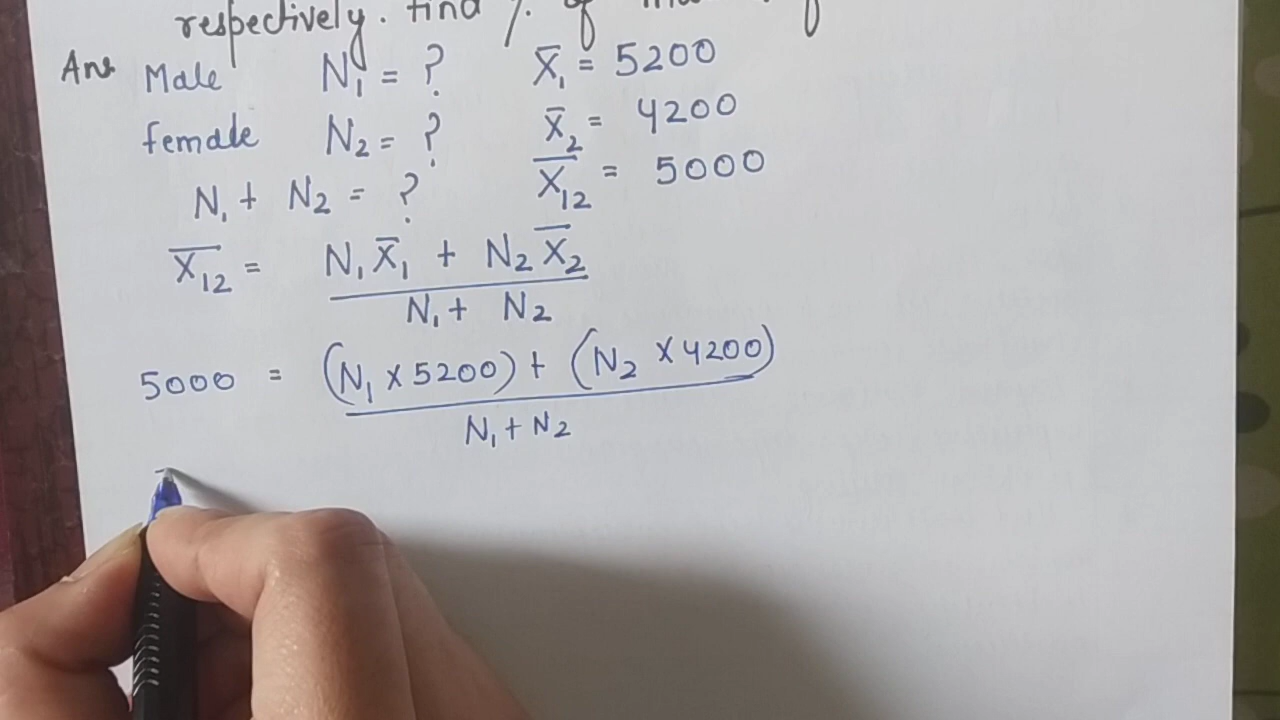 respectively. find %. of
Ans Male N₁ = ? X̄₁ = 5200
female N₂ = ? X̄₂ = 4200
N₁ + N₂ = ? X̄₁₂ = 5000
X̄₁₂ = N₁X̄₁ + N₂X̄₂
N₁ + N₂
5000 = (N₁ × 5200) + (N₂ × 4200)
N₁ + N₂